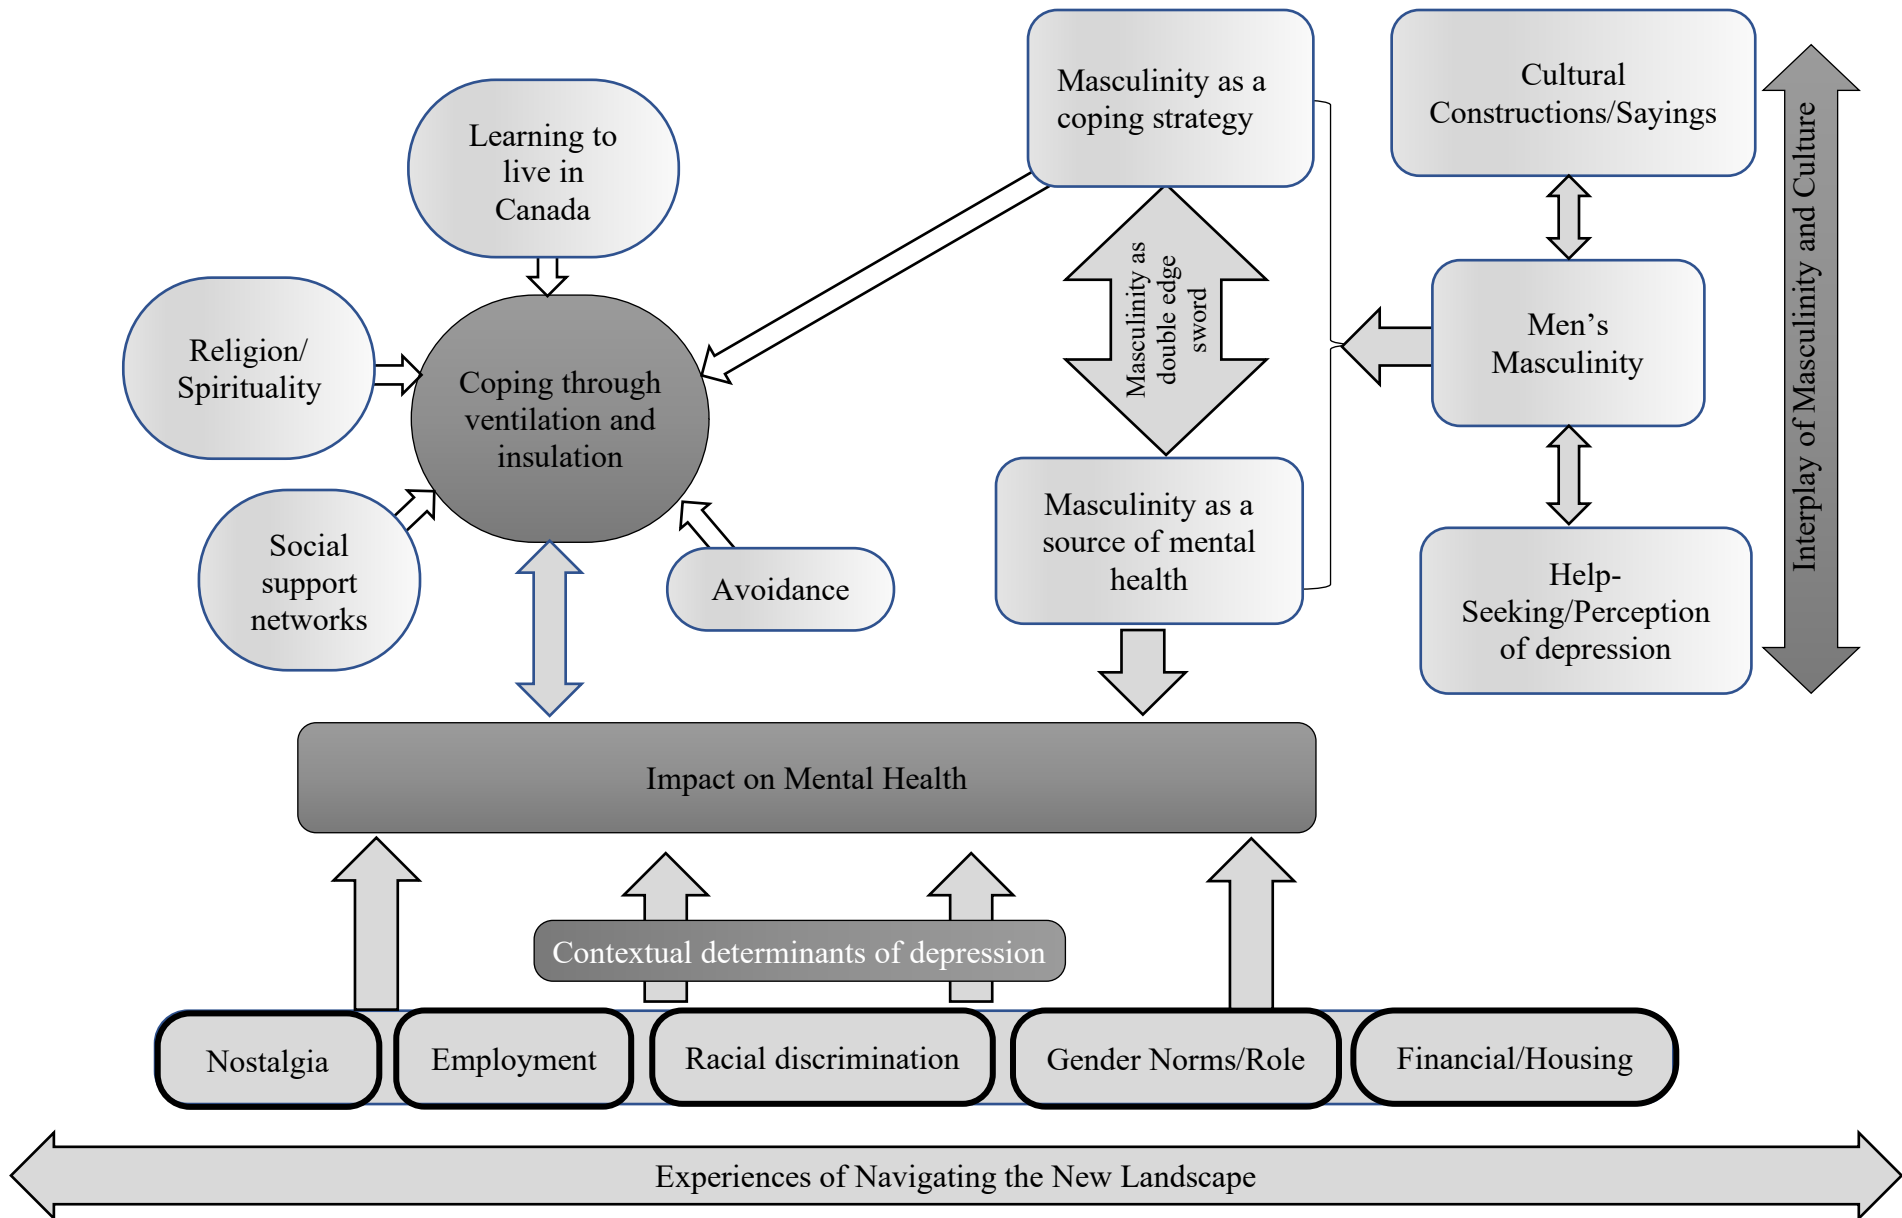 Learning to
live in
Canada
Religion/
Spirituality
Coping through
ventilation and
insulation
Social
support
networks
Avoidance
Masculinity as a
coping strategy
Masculinity as
double edge
sword
Masculinity as a
source of mental
health
Cultural
Constructions/Sayings
Men’s
Masculinity
Help-
Seeking/Perception
of depression
Interplay of Masculinity and Culture
Impact on Mental Health
Contextual determinants of depression
Nostalgia
Employment
Racial discrimination
Gender Norms/Role
Financial/Housing
Experiences of Navigating the New Landscape